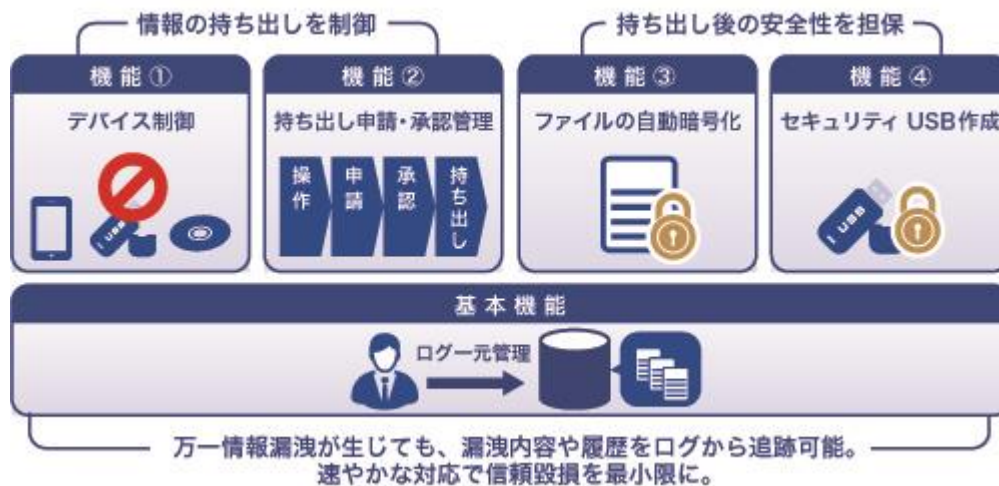 情報の持ち出しを制御
持ち出し後の安全性を担保
機能①
機能②
機能③
機能④
デバイス制御
持ち出し申請・承認管理
ファイルの自動暗号化
セキュリティ USB作成
USB
操作
申請
承認
持ち出し
USB
基本機能
ログ一元管理
万一情報漏洩が生じても、漏洩内容や履歴をログから追跡可能。
速やかな対応で信頼毀損を最小限に。